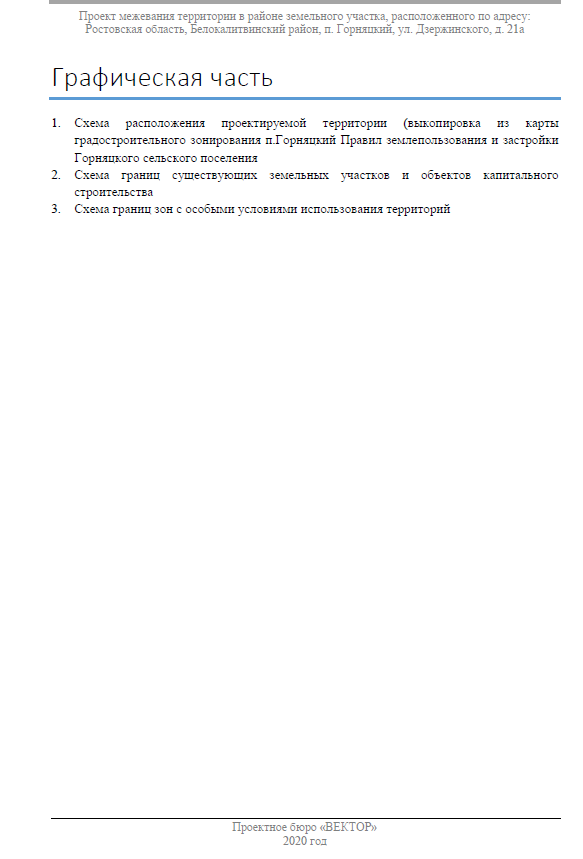 Проект межевания территории в районе земельного участка, расположенного по адресу:
Ростовская область, Белокалитвинский район, п. Горняцкий, ул. Дзержинского, д. 21а
Графическая часть
1. Схема расположения проектируемой территории (выкопировка из карты
градостроительного зонирования п.Горняцкий Правил землепользования и застройки
Горняцкого сельского поселения
2. Схема границ существующих земельных участков и объектов капитального
строительства
3. Схема границ зон с особыми условиями использования территорий
Проектное бюро «ВЕКТОР»
2020 год